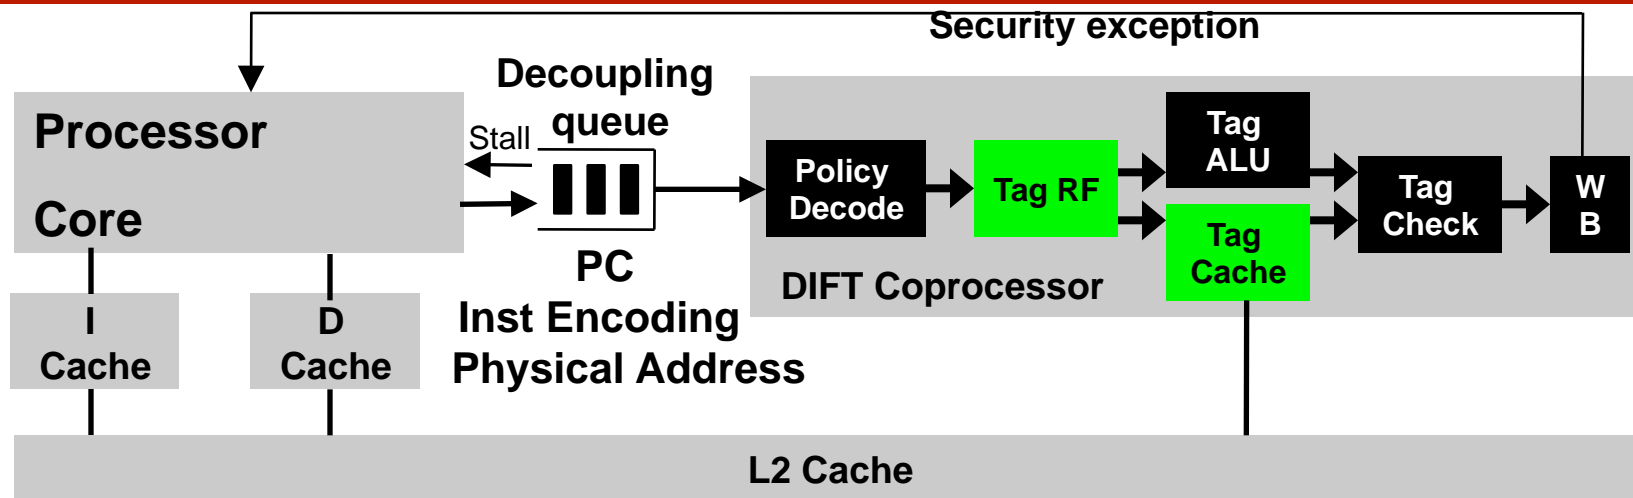 Security exception
Decoupling
queue
Processor
Core
Stall
PC
Inst Encoding
Physical Address
Policy
Decode
Tag RF
Tag
ALU
Tag
Cache
Tag
Check
W
B
DIFT Coprocessor
I
Cache
D
Cache
L2 Cache